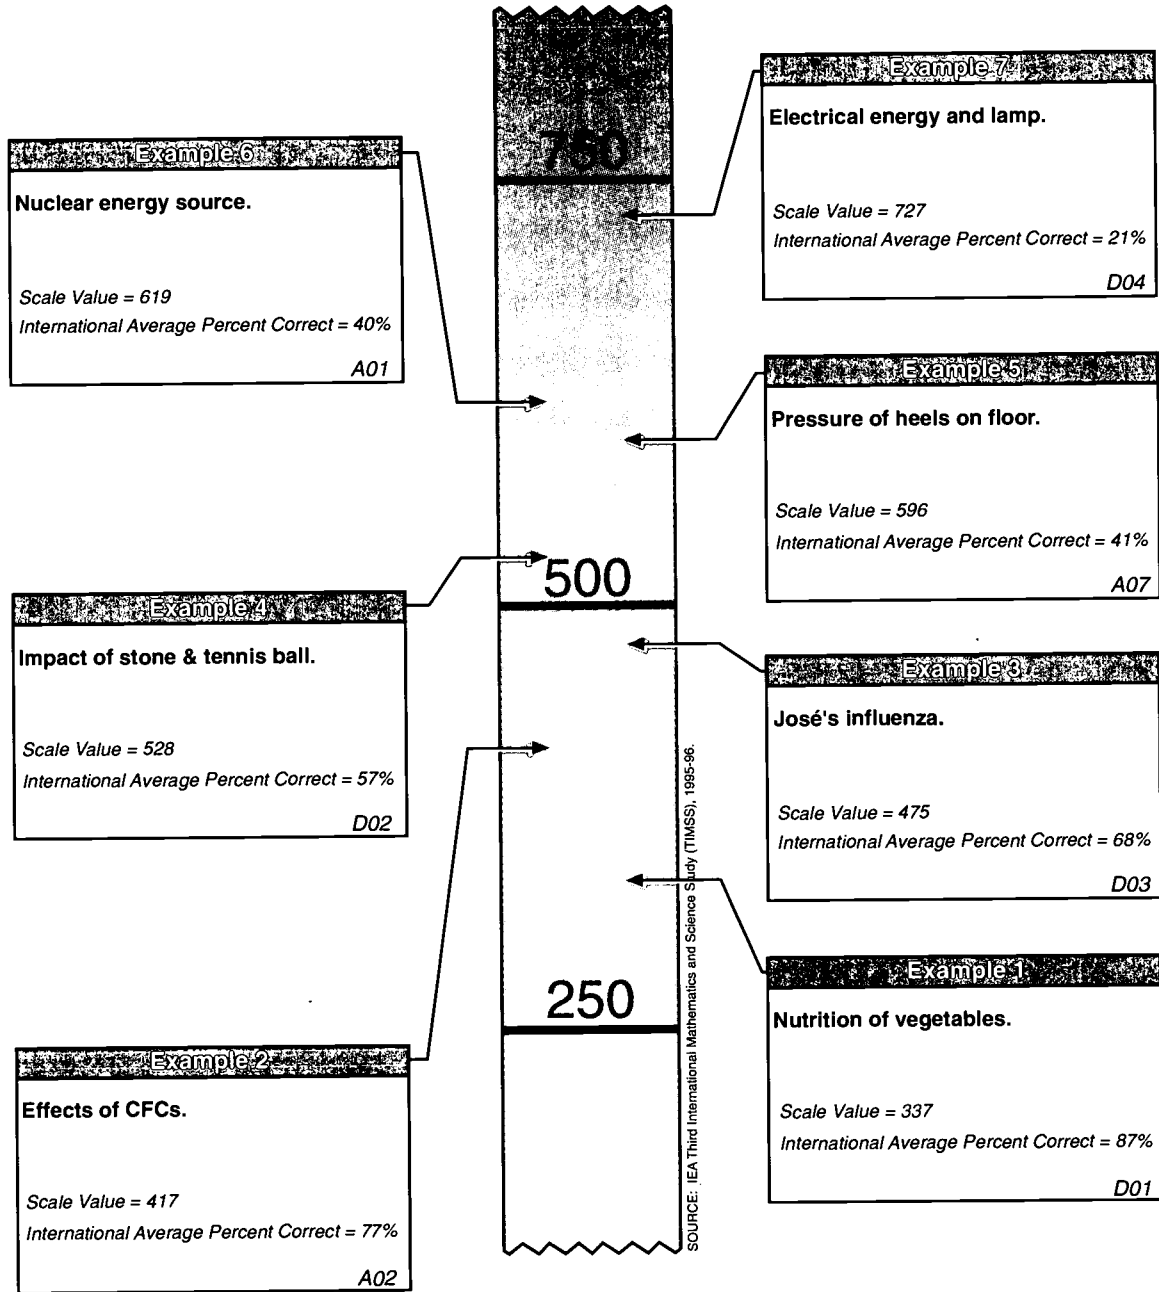 Example 7
Electrical energy and lamp.
Scale Value = 727
International Average Percent Correct = 21%
D04
750
Example 6
Nuclear energy source.
Scale Value = 619
International Average Percent Correct = 40%
A01
Example 5
Pressure of heels on floor.
Scale Value = 596
International Average Percent Correct = 41%
A07
500
Example 4
Impact of stone & tennis ball.
Scale Value = 528
International Average Percent Correct = 57%
D02
Example 3
José's influenza.
Scale Value = 475
International Average Percent Correct = 68%
D03
250
Example 1
Nutrition of vegetables.
Scale Value = 337
International Average Percent Correct = 87%
D01
Example 2
Effects of CFCs.
Scale Value = 417
International Average Percent Correct = 77%
A02
SOURCE: IEA Third International Mathematics and Science Study (TIMSS), 1995-96.